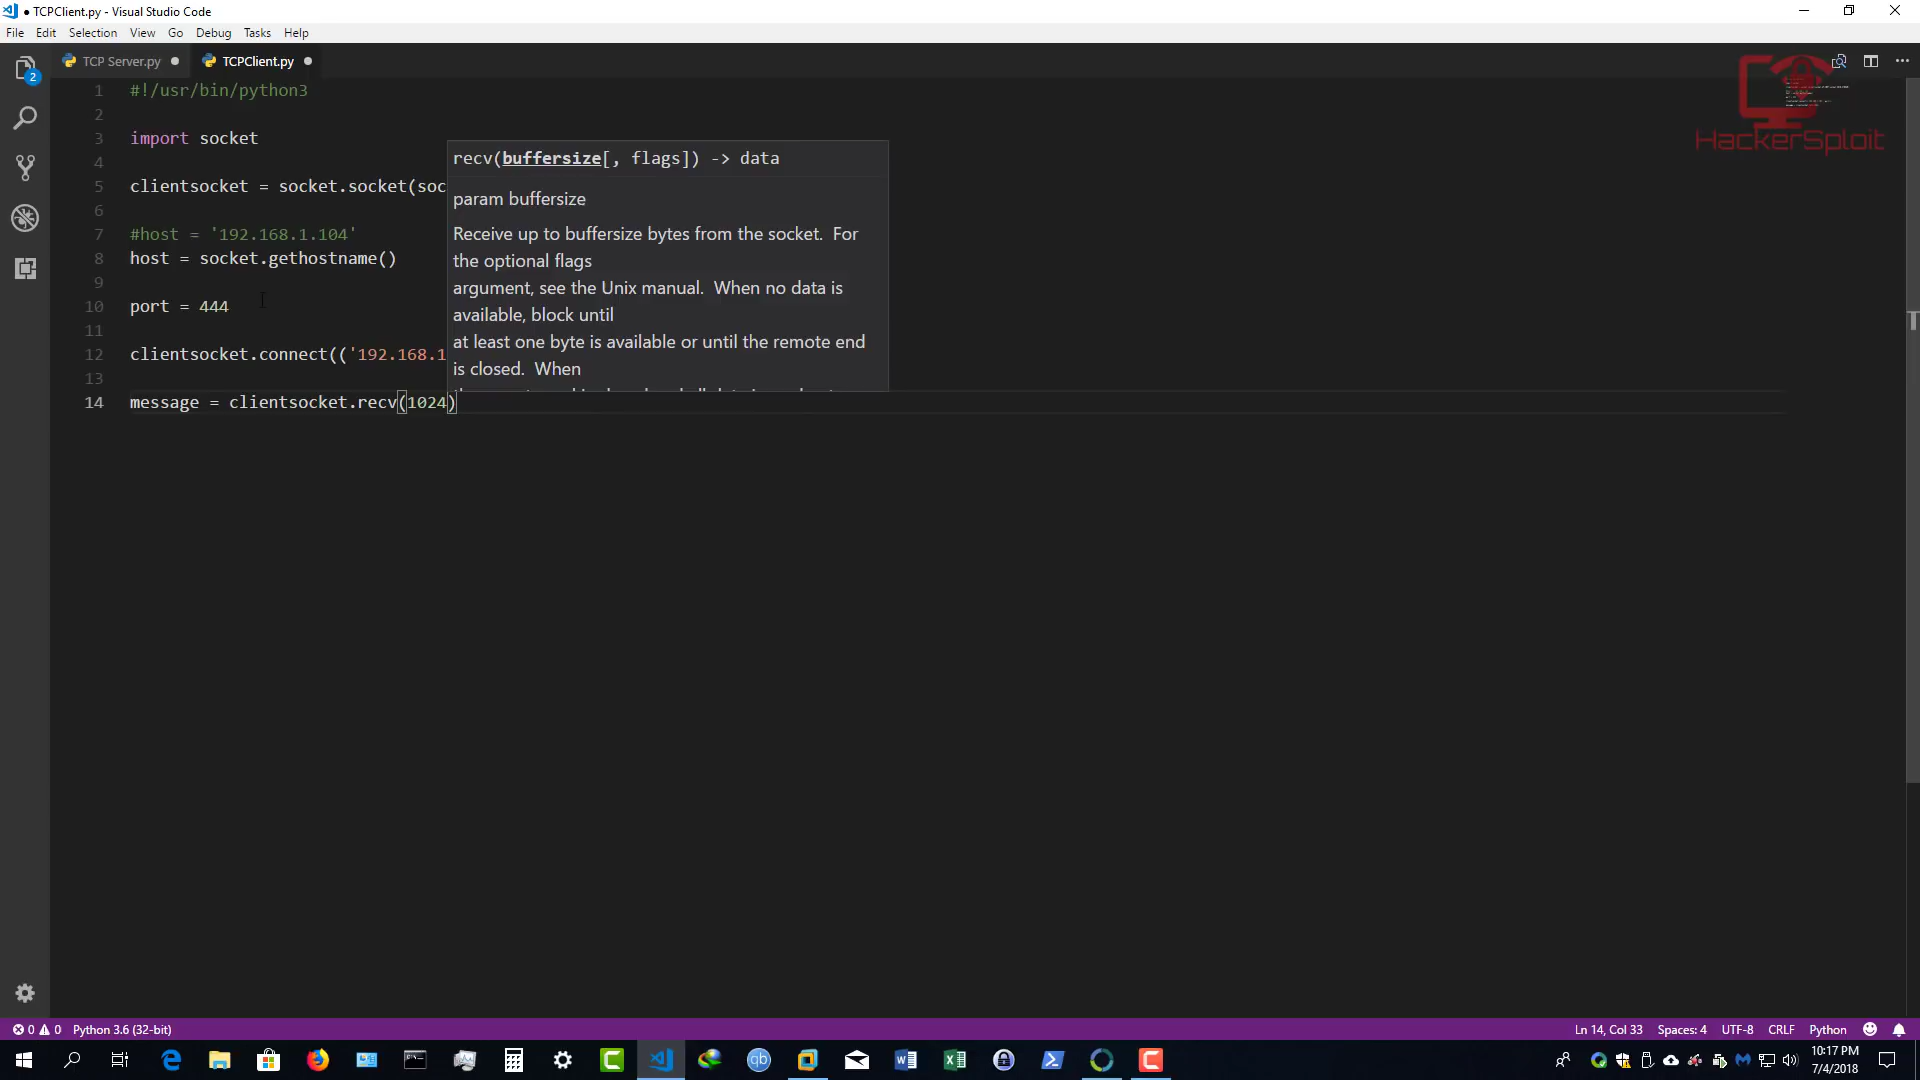 TCPClient.py - Visual Studio Code
File Edit Selection View Go Debug Tasks Help
TCP Server.py TCPClient.py
HackerSploit
1 #!/usr/bin/python3
2
3 import socket
4
5 clientsocket = socket.socket(soc
6
7 #host = '192.168.1.104'
8 host = socket.gethostname()
9
10 port = 444
11
12 clientsocket.connect(('192.168.1
13
14 message = clientsocket.recv(1024)
recv(buffersize[, flags]) -> data
param buffersize
Receive up to buffersize bytes from the socket. For
the optional flags
argument, see the Unix manual. When no data is
available, block until
at least one byte is available or until the remote end
is closed. When
2
0 0 Python 3.6 (32-bit) Ln 14, Col 33 Spaces: 4 UTF-8 CRLF Python
10:17 PM
7/4/2018